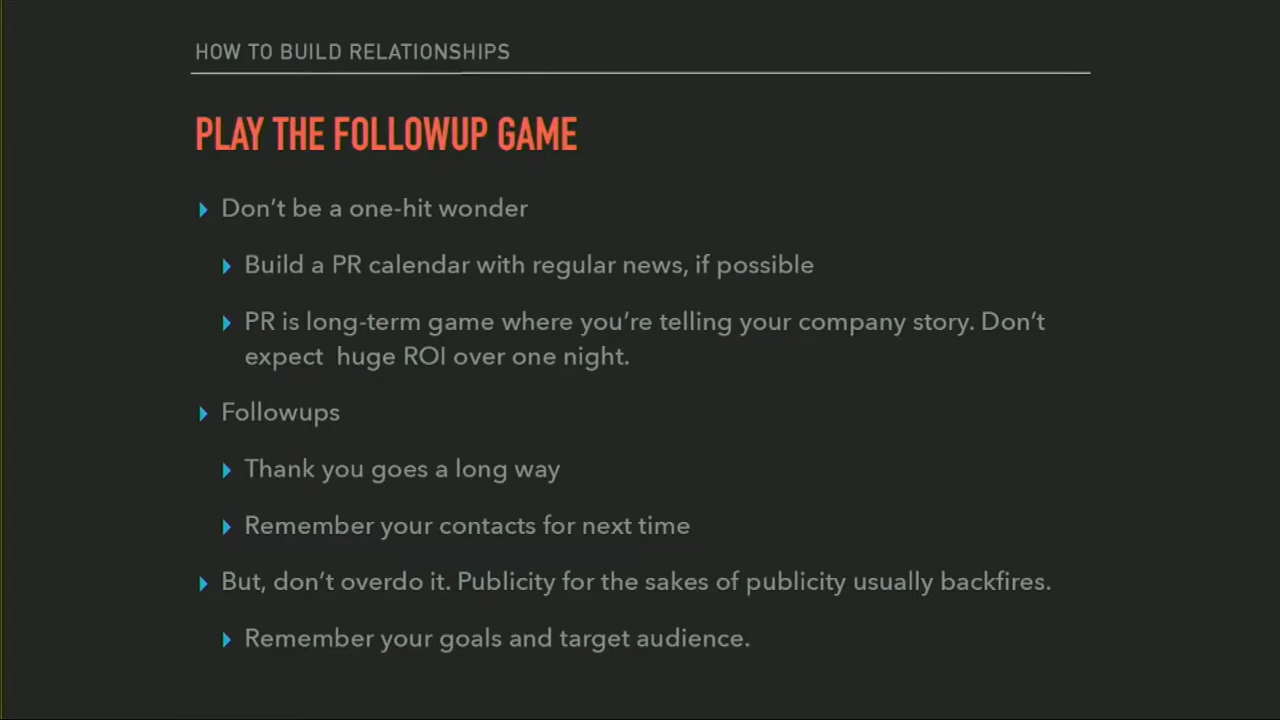 HOW TO BUILD RELATIONSHIPS
PLAY THE FOLLOWUP GAME
Don't be a one-hit wonder
Build a PR calendar with regular news, if possible
PR is long-term game where you're telling your company story. Don't
expect huge ROI over one night.
Followups
Thank you goes a long way
Remember your contacts for next time
But, don't overdo it. Publicity for the sakes of publicity usually backfires.
Remember your goals and target audience.